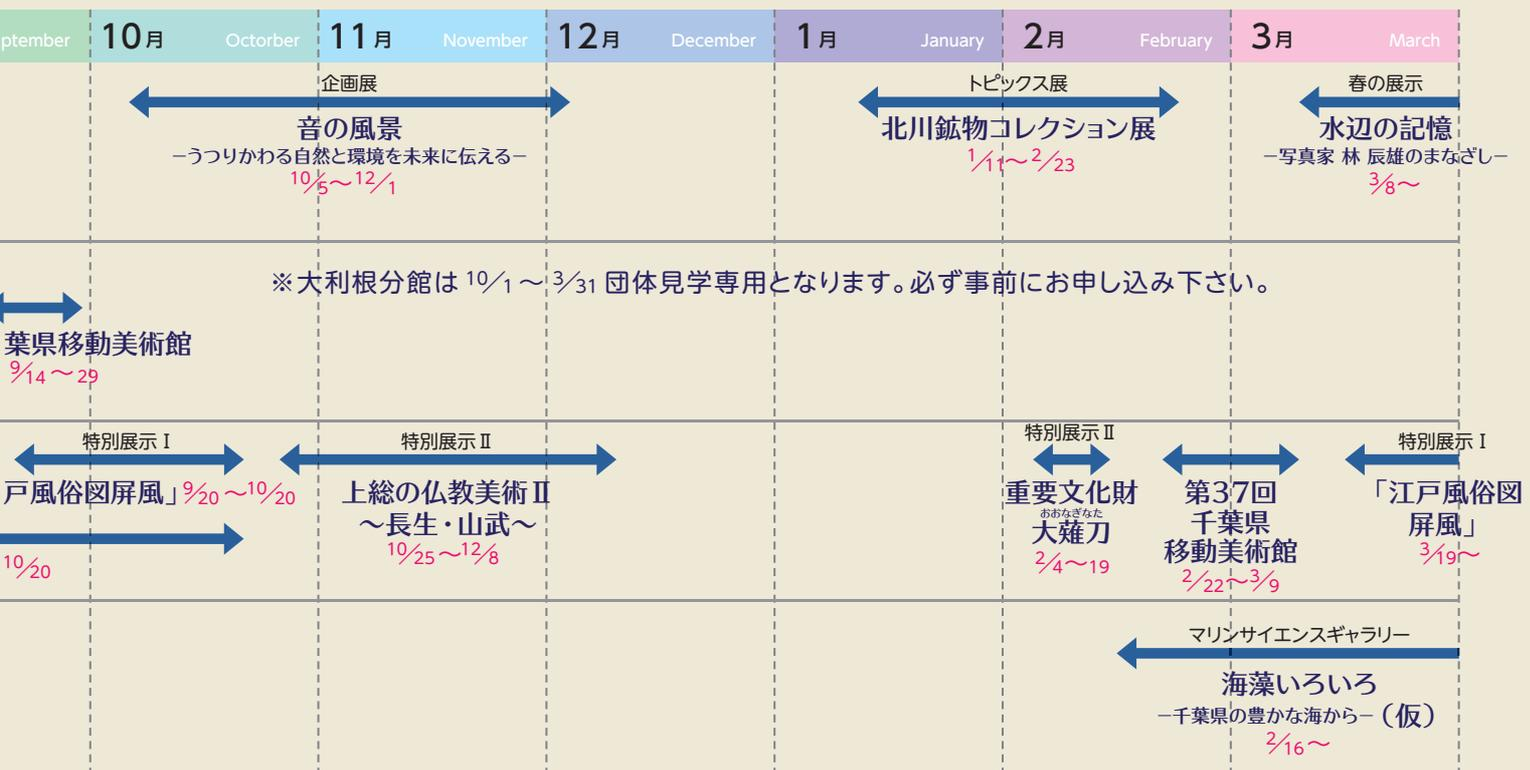 ptember
10月 Octorber
11月 November
12月 December
1月 January
2月 February
3月 March
企画展
音の風景
−うつりかわる自然と環境を未来に伝える−
10/5〜12/1
トピックス展
北川鉱物コレクション展
1/11〜2/23
春の展示
水辺の記憶
−写真家 林 辰雄のまなざし−
3/8〜
※大利根分館は 10/1 〜 3/31 団体見学専用となります。必ず事前にお申し込み下さい。
葉県移動美術館
9/14 〜 29
特別展示Ⅰ
戸風俗図屏風」9/20 〜10/20
10/20
特別展示Ⅱ
上総の仏教美術Ⅱ
〜長生・山武〜
10/25 〜12/8
特別展示Ⅱ
重要文化財
おおなぎなた
大薙刀
2/4〜19
第37回
千葉県
移動美術館
2/22〜3/9
特別展示Ⅰ
「江戸風俗図
屏風」
3/19〜
マリンサイエンスギャラリー
海藻いろいろ
−千葉県の豊かな海から−（仮）
2/16〜